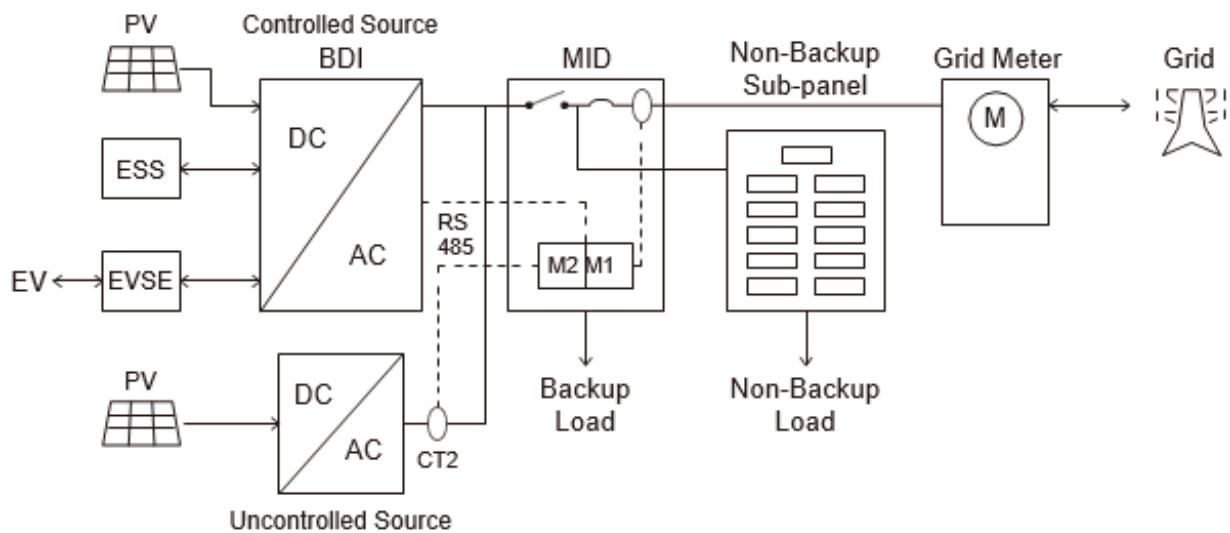 PV
Controlled Source
BDI
MID
Non-Backup
Sub-panel
Grid Meter
Grid
DC
M
ESS
RS
485
AC
M2 M1
EV
EVSE
PV
DC
AC
CT2
Backup
Load
Non-Backup
Load
Uncontrolled Source